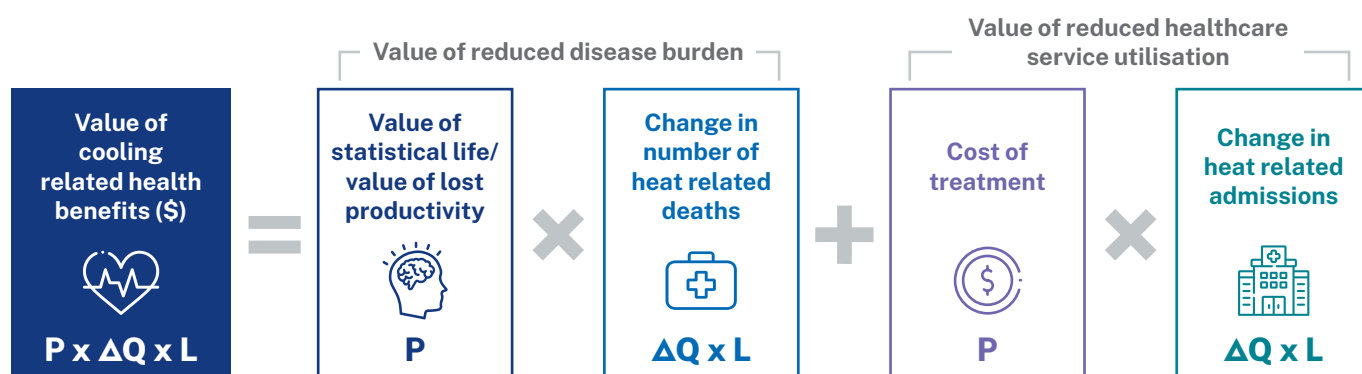 Value of reduced disease burden
Value of reduced healthcare
service utilisation
Value of
cooling
related health
benefits ($)
P x ΔQ x L
=
Value of
statistical life/
value of lost
productivity
P
×
Change in
number of
heat related
deaths
ΔQ x L
+
Cost of
treatment
$
P
×
Change in
heat related
admissions
ΔQ x L